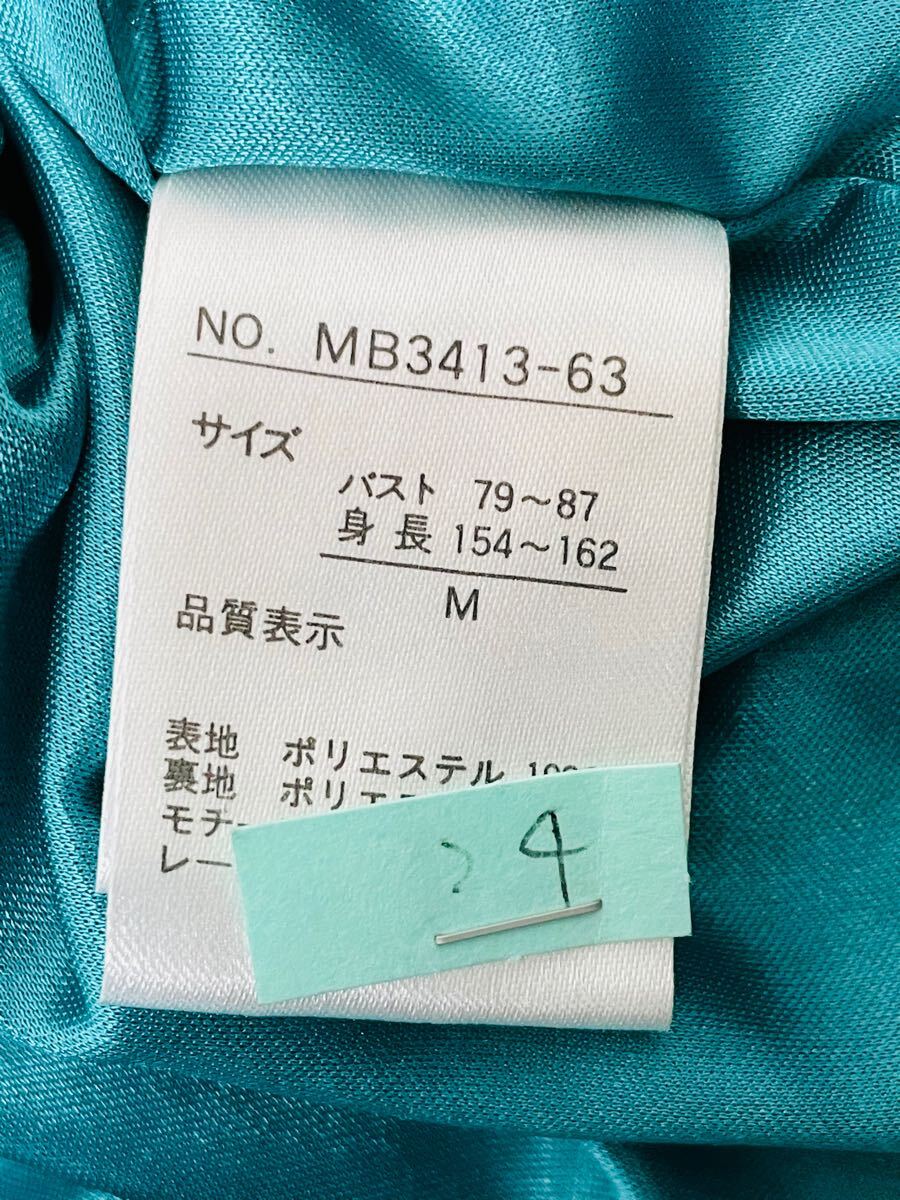 NO. MB3413-63
サイズ
バスト 79～87
身長 154～162
M
品質表示
表地 ポリエステル
裏地
4